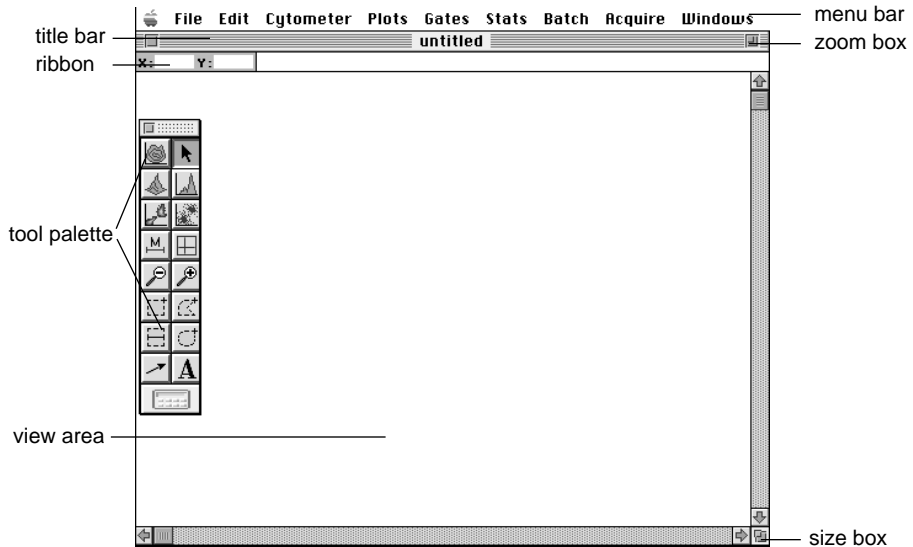 File Edit Cytometer Plots Gates Stats Batch Acquire Windows
menu bar
title bar
untitled
zoom box
ribbon
X: Y:
tool palette
M
A
view area
size box